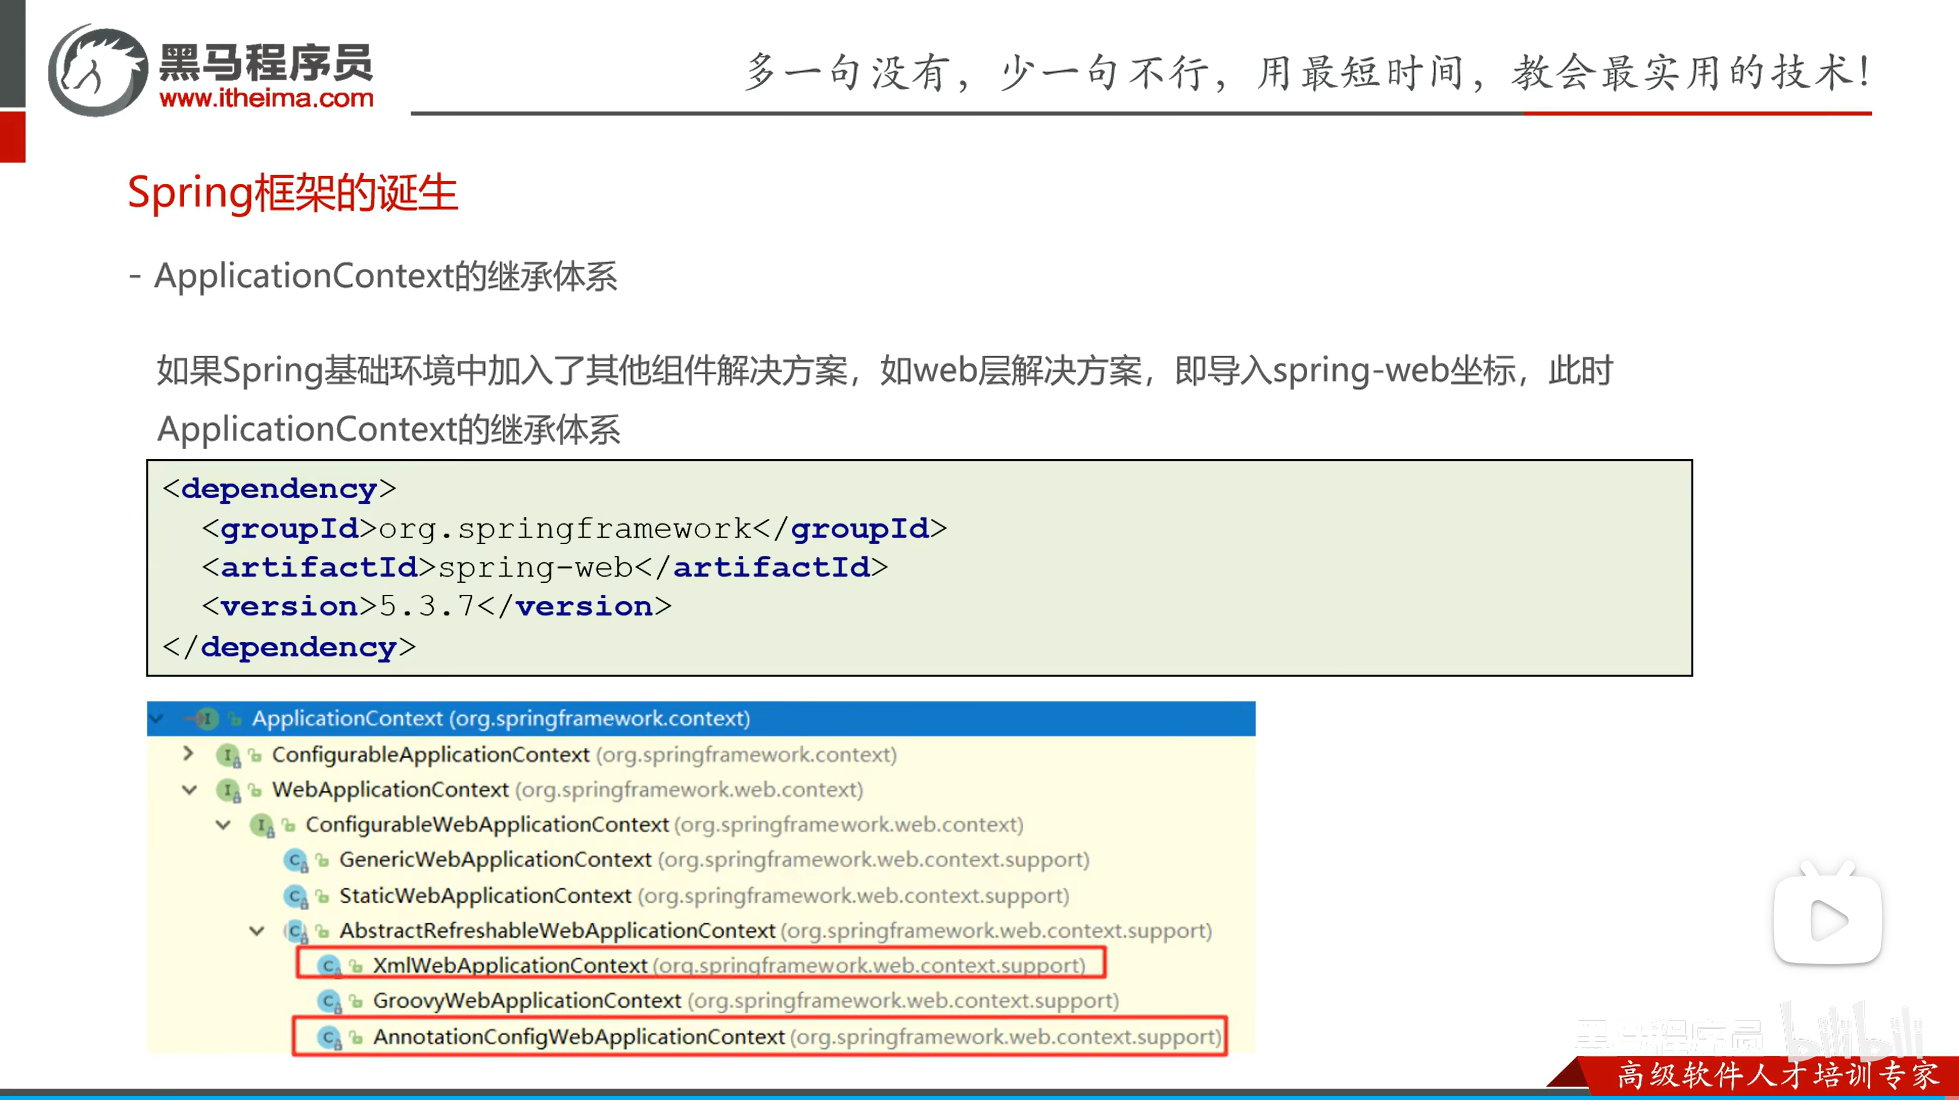 黑马程序员
www.itheima.com
多一句没有，少一句不行，用最短时间，教会最实用的技术！
Spring框架的诞生
- ApplicationContext的继承体系
如果Spring基础环境中加入了其他组件解决方案，如web层解决方案，即导入spring-web坐标，此时
ApplicationContext的继承体系
<dependency>
  <groupId>org.springframework</groupId>
  <artifactId>spring-web</artifactId>
  <version>5.3.7</version>
</dependency>
ApplicationContext (org.springframework.context)
ConfigurableApplicationContext (org.springframework.context)
WebApplicationContext (org.springframework.web.context)
ConfigurableWebApplicationContext (org.springframework.web.context)
GenericWebApplicationContext (org.springframework.web.context.support)
StaticWebApplicationContext (org.springframework.web.context.support)
AbstractRefreshableWebApplicationContext (org.springframework.web.context.support)
XmlWebApplicationContext (org.springframework.web.context.support)
GroovyWebApplicationContext (org.springframework.web.context.support)
AnnotationConfigWebApplicationContext (org.springframework.web.context.support)
黑马程序员 bilibili
高级软件人才培训专家